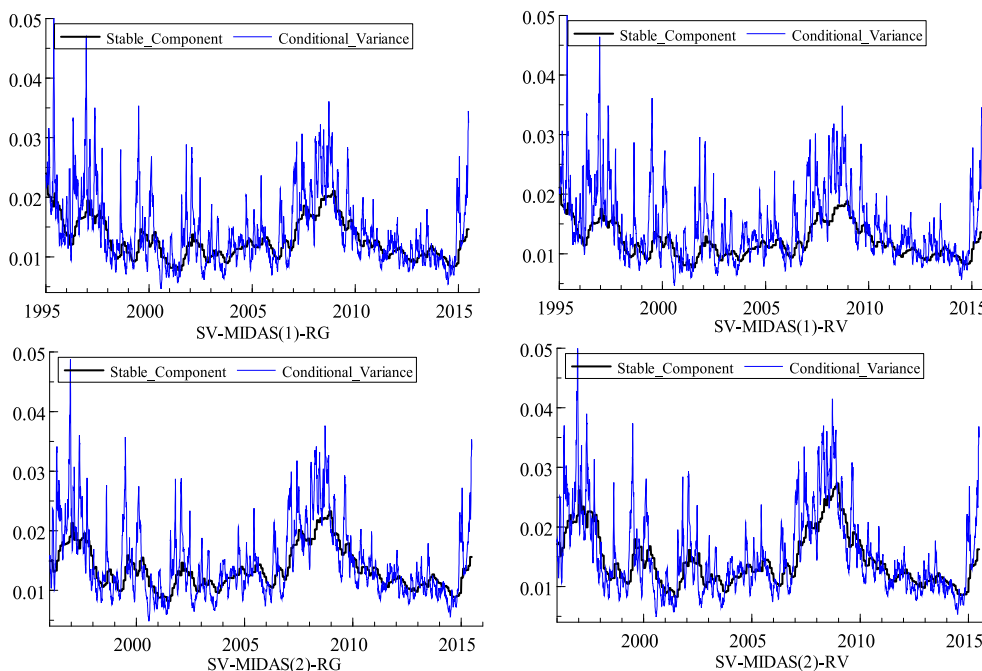 0.05
Stable_Component Conditional_Variance
0.04
0.03
0.02
0.01
1995 2000 2005 2010 2015
SV-MIDAS(1)-RG
0.05
Stable_Component Conditional_Variance
0.04
0.03
0.02
0.01
1995 2000 2005 2010 2015
SV-MIDAS(1)-RV
0.05
Stable_Component Conditional_Variance
0.04
0.03
0.02
0.01
2000 2005 2010 2015
SV-MIDAS(2)-RG
0.05
Stable_Component Conditional_Variance
0.04
0.03
0.02
0.01
2000 2005 2010 2015
SV-MIDAS(2)-RV